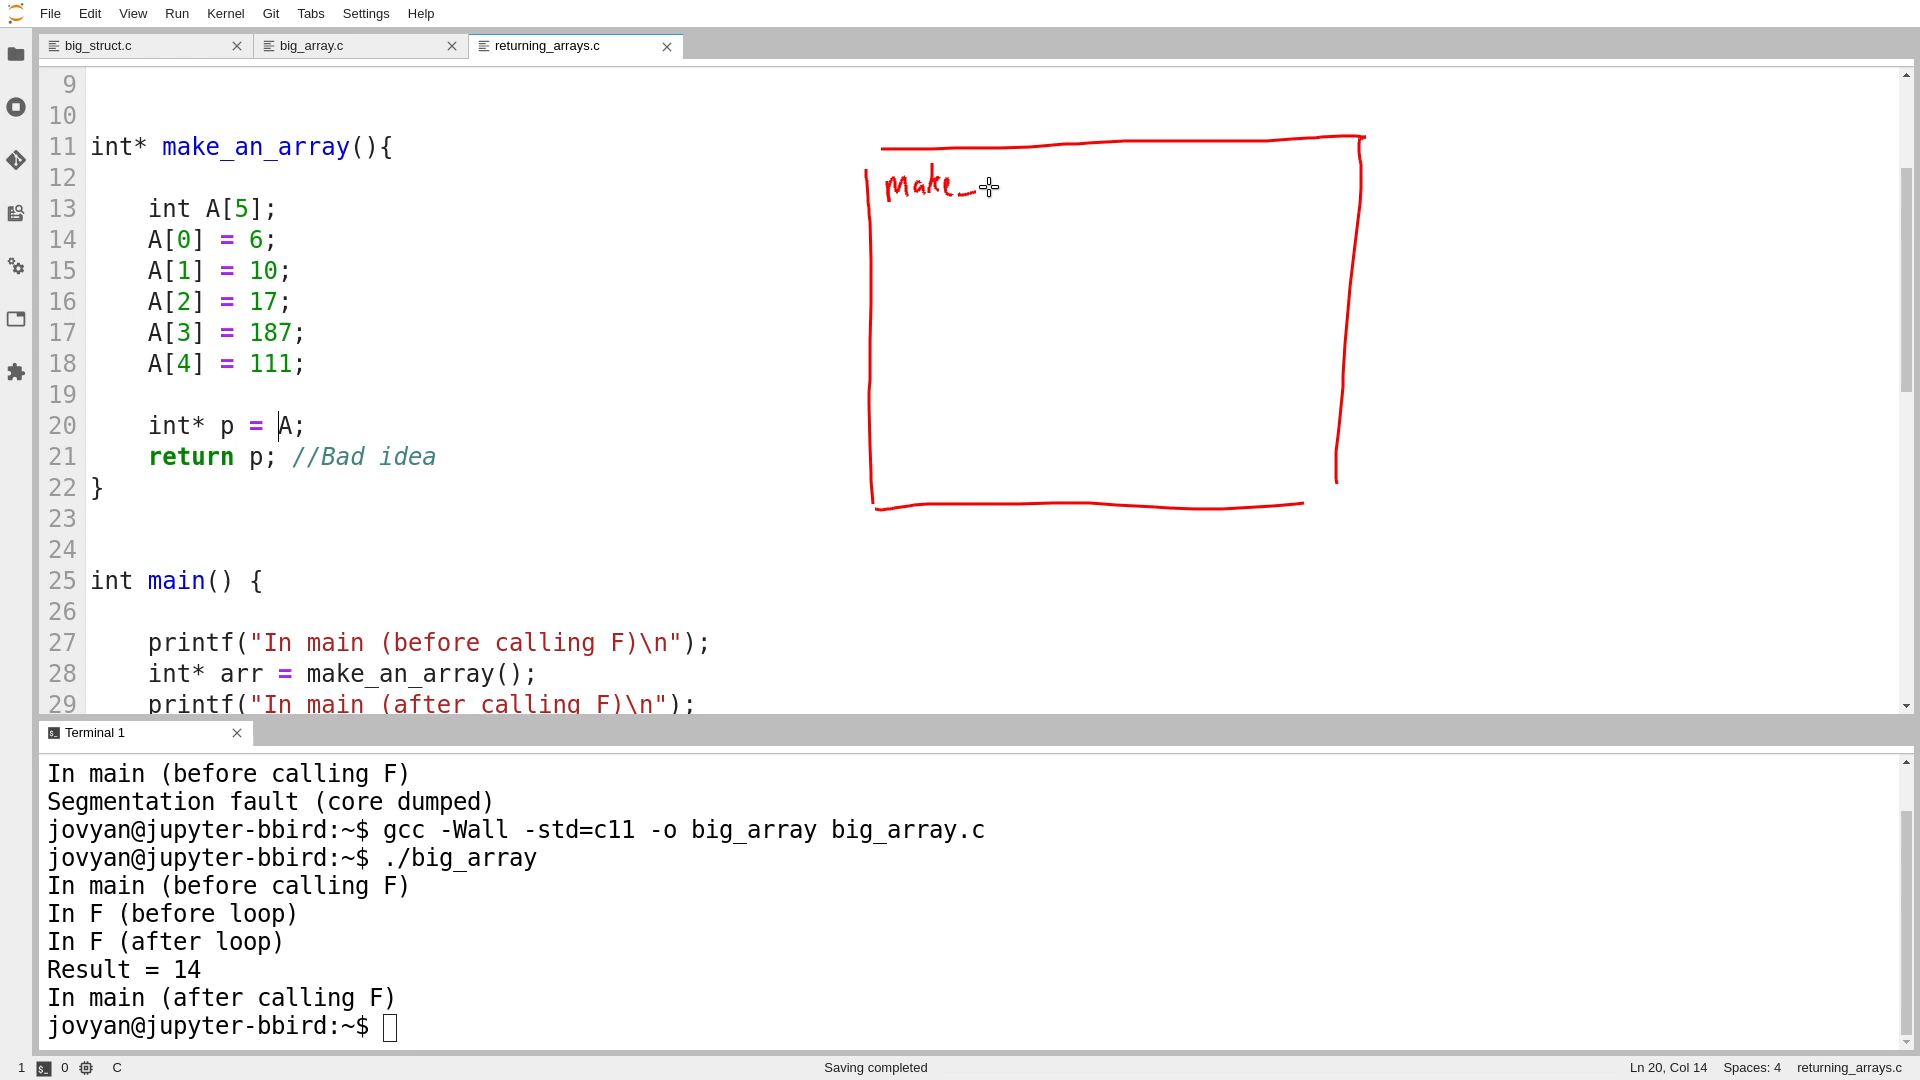 File Edit View Run Kernel Git Tabs Settings Help
big_struct.c big_array.c returning_arrays.c
9
10
11 int* make_an_array(){
12
13 int A[5];
14 A[0] = 6;
15 A[1] = 10;
16 A[2] = 17;
17 A[3] = 187;
18 A[4] = 111;
19
20 int* p = A;
21 return p; //Bad idea
22 }
23
24
25 int main() {
26
27 printf("In main (before calling F)\n");
28 int* arr = make_an_array();
29 printf("In main (after calling F)\n");
make_
Terminal 1
In main (before calling F)
Segmentation fault (core dumped)
jovyan@jupyter-bbird:~$ gcc -Wall -std=c11 -o big_array big_array.c
jovyan@jupyter-bbird:~$ ./big_array
In main (before calling F)
In F (before loop)
In F (after loop)
Result = 14
In main (after calling F)
jovyan@jupyter-bbird:~$
1 0 C Saving completed Ln 20, Col 14 Spaces: 4 returning_arrays.c